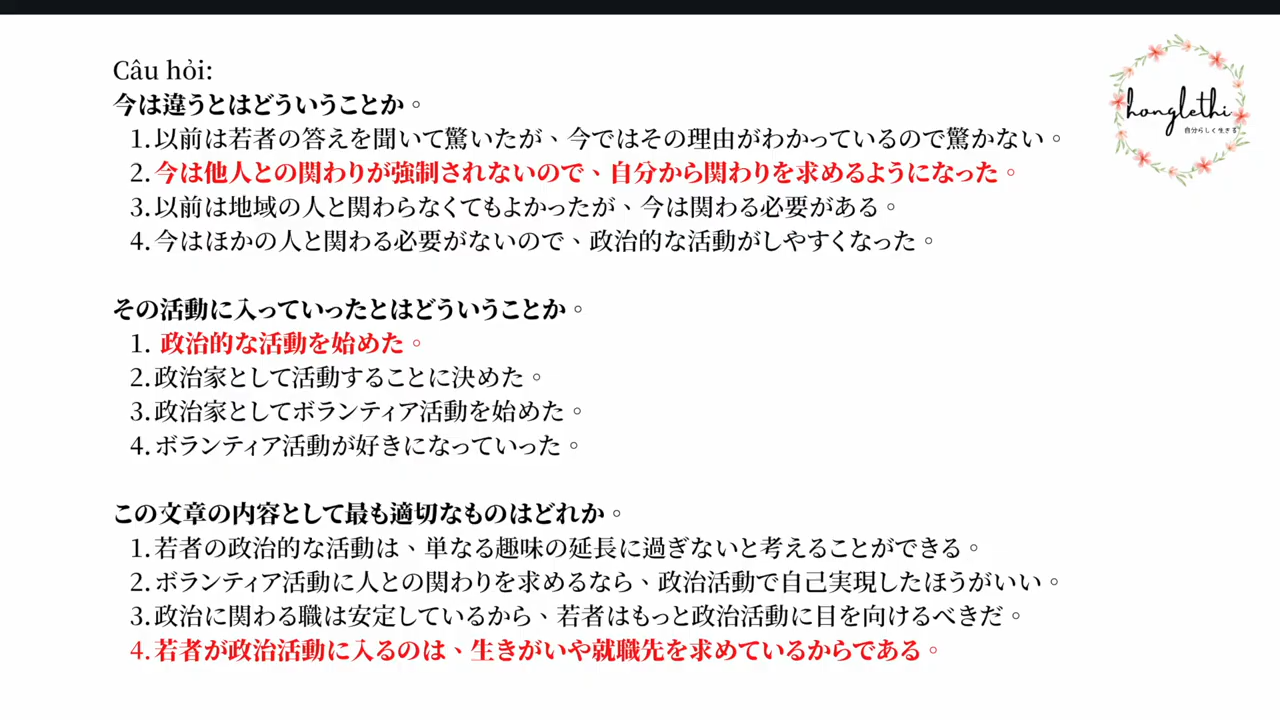 Câu hỏi:
今は違うとはどういうことか。
1.以前は若者の答えを聞いて驚いたが、今ではその理由がわかっているので驚かない。
2.今は他人との関わりが強制されないので、自分から関わりを求めるようになった。
3.以前は地域の人と関わらなくてもよかったが、今は関わる必要がある。
4.今はほかの人と関わる必要がないので、政治的な活動がしやすくなった。
その活動に入っていったとはどういうことか。
1. 政治的な活動を始めた。
2.政治家として活動することに決めた。
3.政治家としてボランティア活動を始めた。
4.ボランティア活動が好きになっていった。
この文章の内容として最も適切なものはどれか。
1.若者の政治的な活動は、単なる趣味の延長に過ぎないと考えることができる。
2.ボランティア活動に人との関わりを求めるなら、政治活動で自己実現したほうがいい。
3.政治に関わる職は安定しているから、若者はもっと政治活動に目を向けるべきだ。
4.若者が政治活動に入るのは、生きがいや就職先を求めているからである。
honglethi
自分らしく生きる